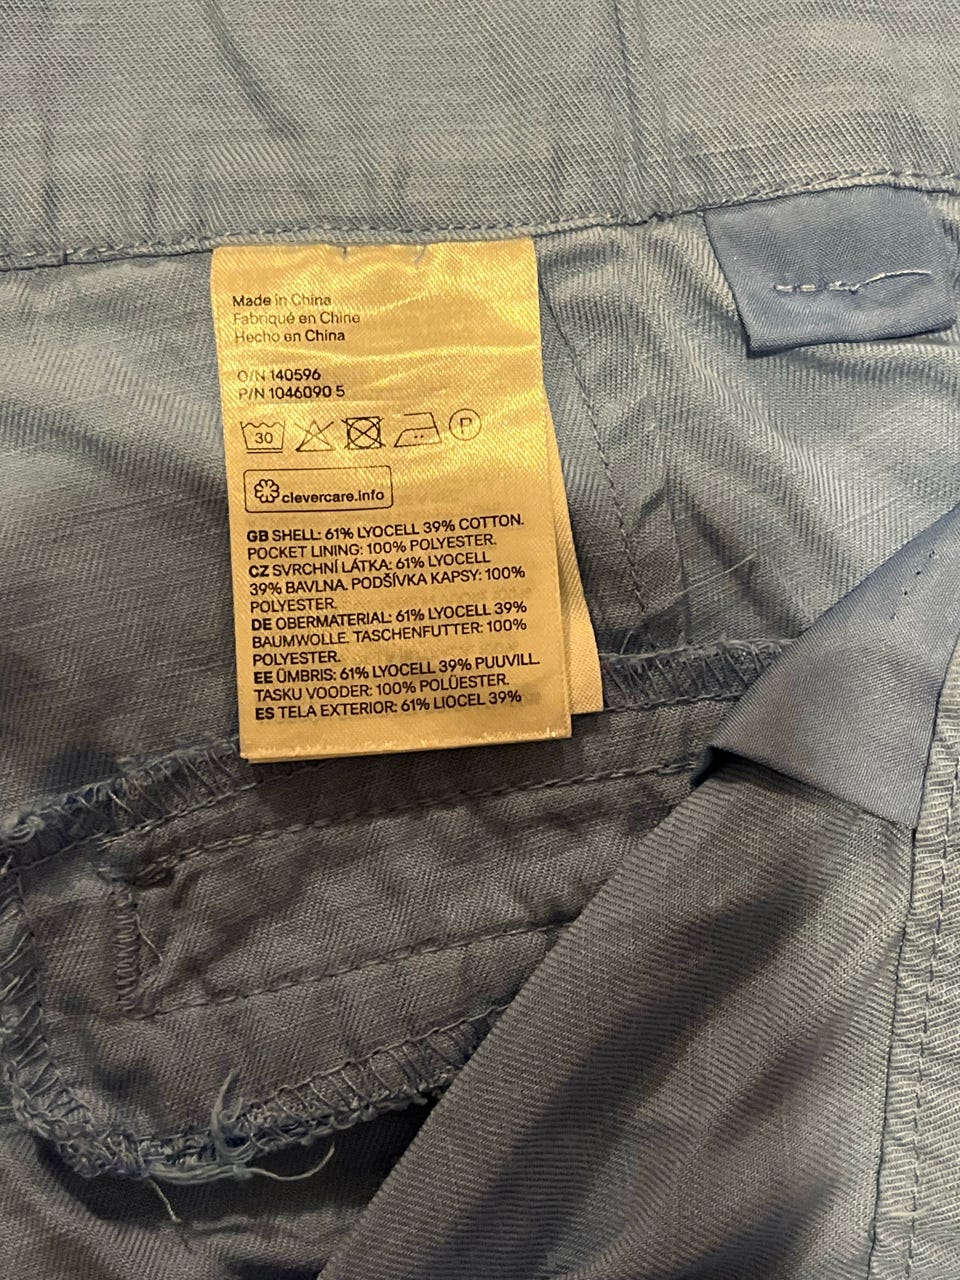 Made in China
Fabriqué en Chine
Hecho en China
O/N 140596
P/N 1046090 5
30 P
clevercare.info
GB SHELL: 61% LYOCELL 39% COTTON.
POCKET LINING: 100% POLYESTER.
CZ SVRCHNÍ LÁTKA: 61% LYOCELL
39% BAVLNA. PODŠÍVKA KAPSY: 100%
POLYESTER.
DE OBERMATERIAL: 61% LYOCELL 39%
BAUMWOLLE. TASCHENFUTTER: 100%
POLYESTER.
EE ÜMBRIS: 61% LYOCELL 39% PUUVILL.
TASKU VOODER: 100% POLÜESTER.
ES TELA EXTERIOR: 61% LIOCEL 39%